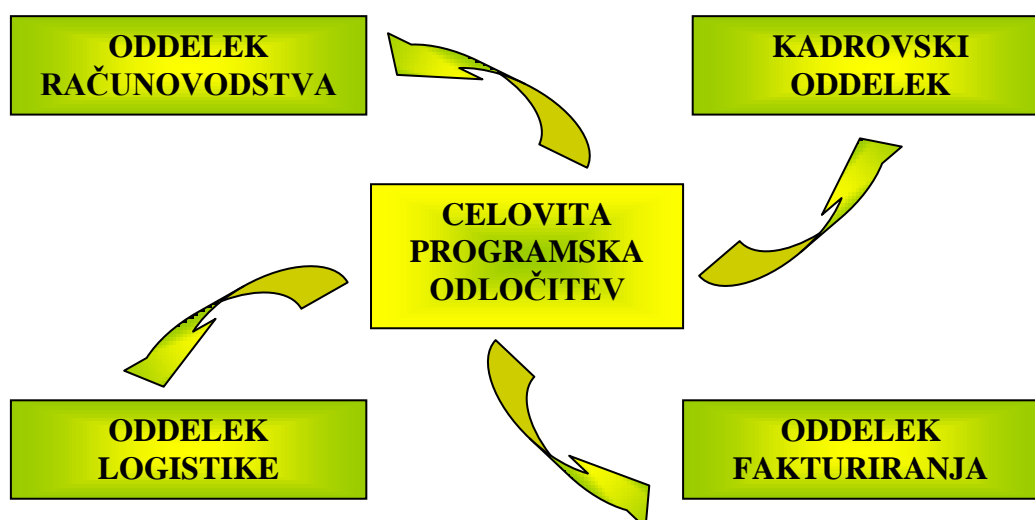 ODDELEK
RAČUNOVODSTVA
KADROVSKI
ODDELEK
CELOVITA
PROGRAMSKA
ODLOČITEV
ODDELEK
LOGISTIKE
ODDELEK
FAKTURIRANJA